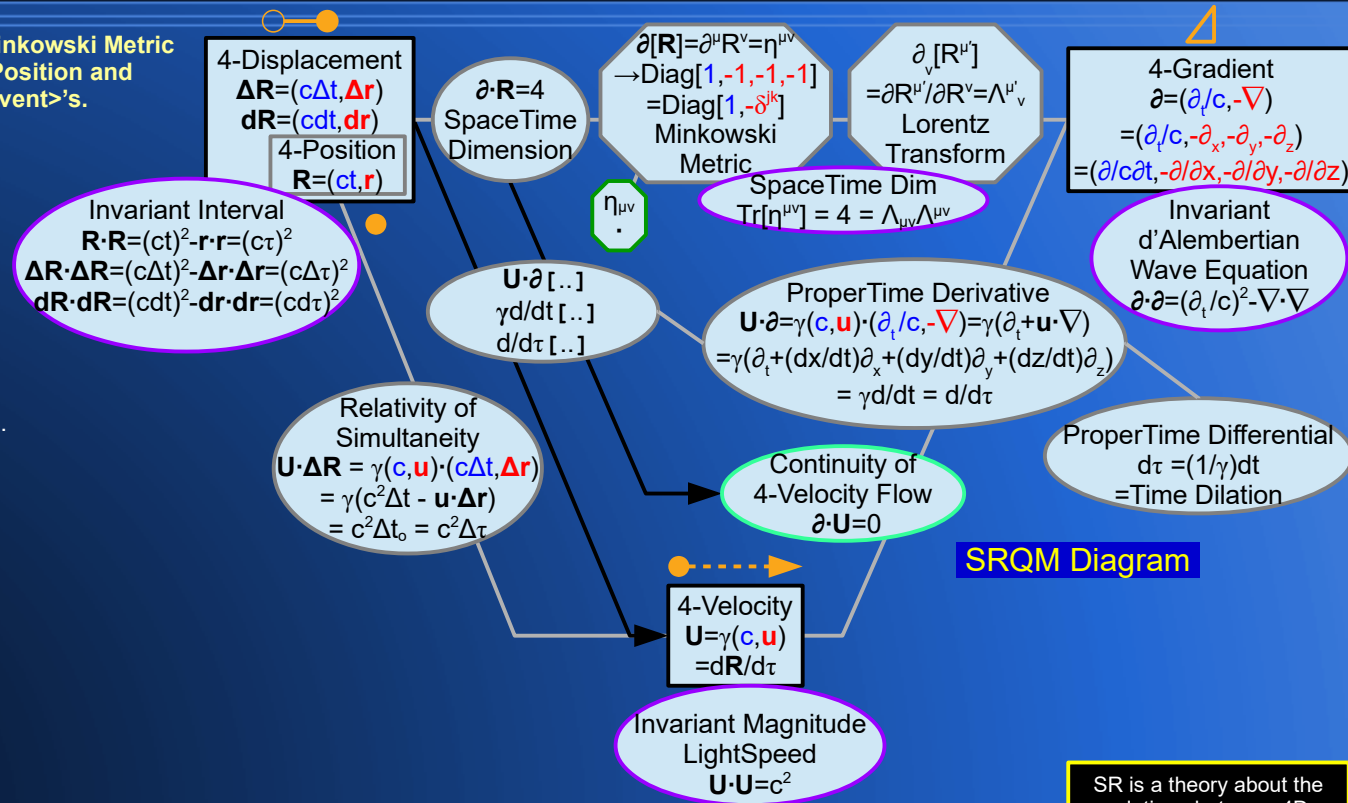 inkowski Metric
Position and
vent>'s.
4-Displacement
ΔR=(cΔt,Δr)
dR=(cdt,dr)
4-Position
R=(ct,r)
∂·R=4
SpaceTime
Dimension
∂[R]=∂^μR^ν=η^μν
→Diag[1,-1,-1,-1]
=Diag[1,-δ^jk]
Minkowski
Metric
∂_ν[R^μ']
=∂R^μ'/∂R^ν=Λ^μ'_ν
Lorentz
Transform
4-Gradient
∂=(∂_t/c,-∇)
=(∂_t/c,-∂_x,-∂_y,-∂_z)
=(∂/c∂t,-∂/∂x,-∂/∂y,-∂/∂z)
SpaceTime Dim
Tr[η^μν] = 4 = Λ_μνΛ^μν
η_μν
.
Invariant Interval
R·R=(ct)²-r·r=(cτ)²
ΔR·ΔR=(cΔt)²-Δr·Δr=(cΔτ)²
dR·dR=(cdt)²-dr·dr=(cdτ)²
Invariant
d'Alembertian
Wave Equation
∂·∂=(∂_t/c)²-∇·∇
U·∂[..]
γd/dt[..]
d/dτ[..]
ProperTime Derivative
U·∂=γ(c,u)·(∂_t/c,-∇)=γ(∂_t+u·∇)
=γ(∂_t+(dx/dt)∂_x+(dy/dt)∂_y+(dz/dt)∂_z)
= γd/dt = d/dτ
.
Relativity of
Simultaneity
U·ΔR = γ(c,u)·(cΔt,Δr)
= γ(c²Δt - u·Δr)
= c²Δt_o = c²Δτ
ProperTime Differential
dτ =(1/γ)dt
=Time Dilation
Continuity of
4-Velocity Flow
∂·U=0
SRQM Diagram
4-Velocity
U=γ(c,u)
=dR/dτ
Invariant Magnitude
LightSpeed
U·U=c²
SR is a theory about the